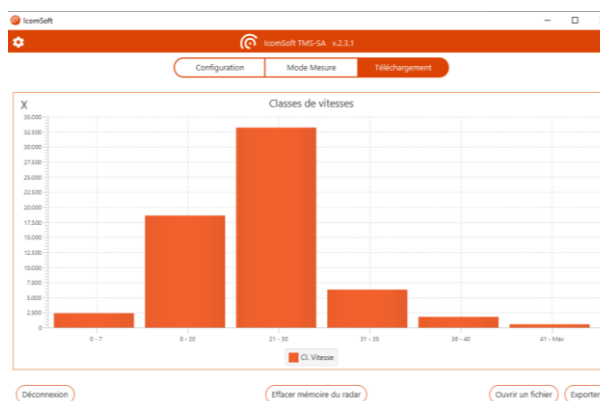 IcomSoft
IcomSoft TMS-SA v.2.3.1
Configuration Mode Mesure Téléchargement
X Classes de vitesses
35.000
32.500
30.000
27.500
25.000
22.500
20.000
17.500
15.000
12.500
10.000
7.500
5.000
2.500
0
0 - 7 8 - 20 21 - 30 31 - 35 36 - 40 41 - Max
Cl. Vitesse
Déconnexion Effacer mémoire du radar Ouvrir un fichier Exporter